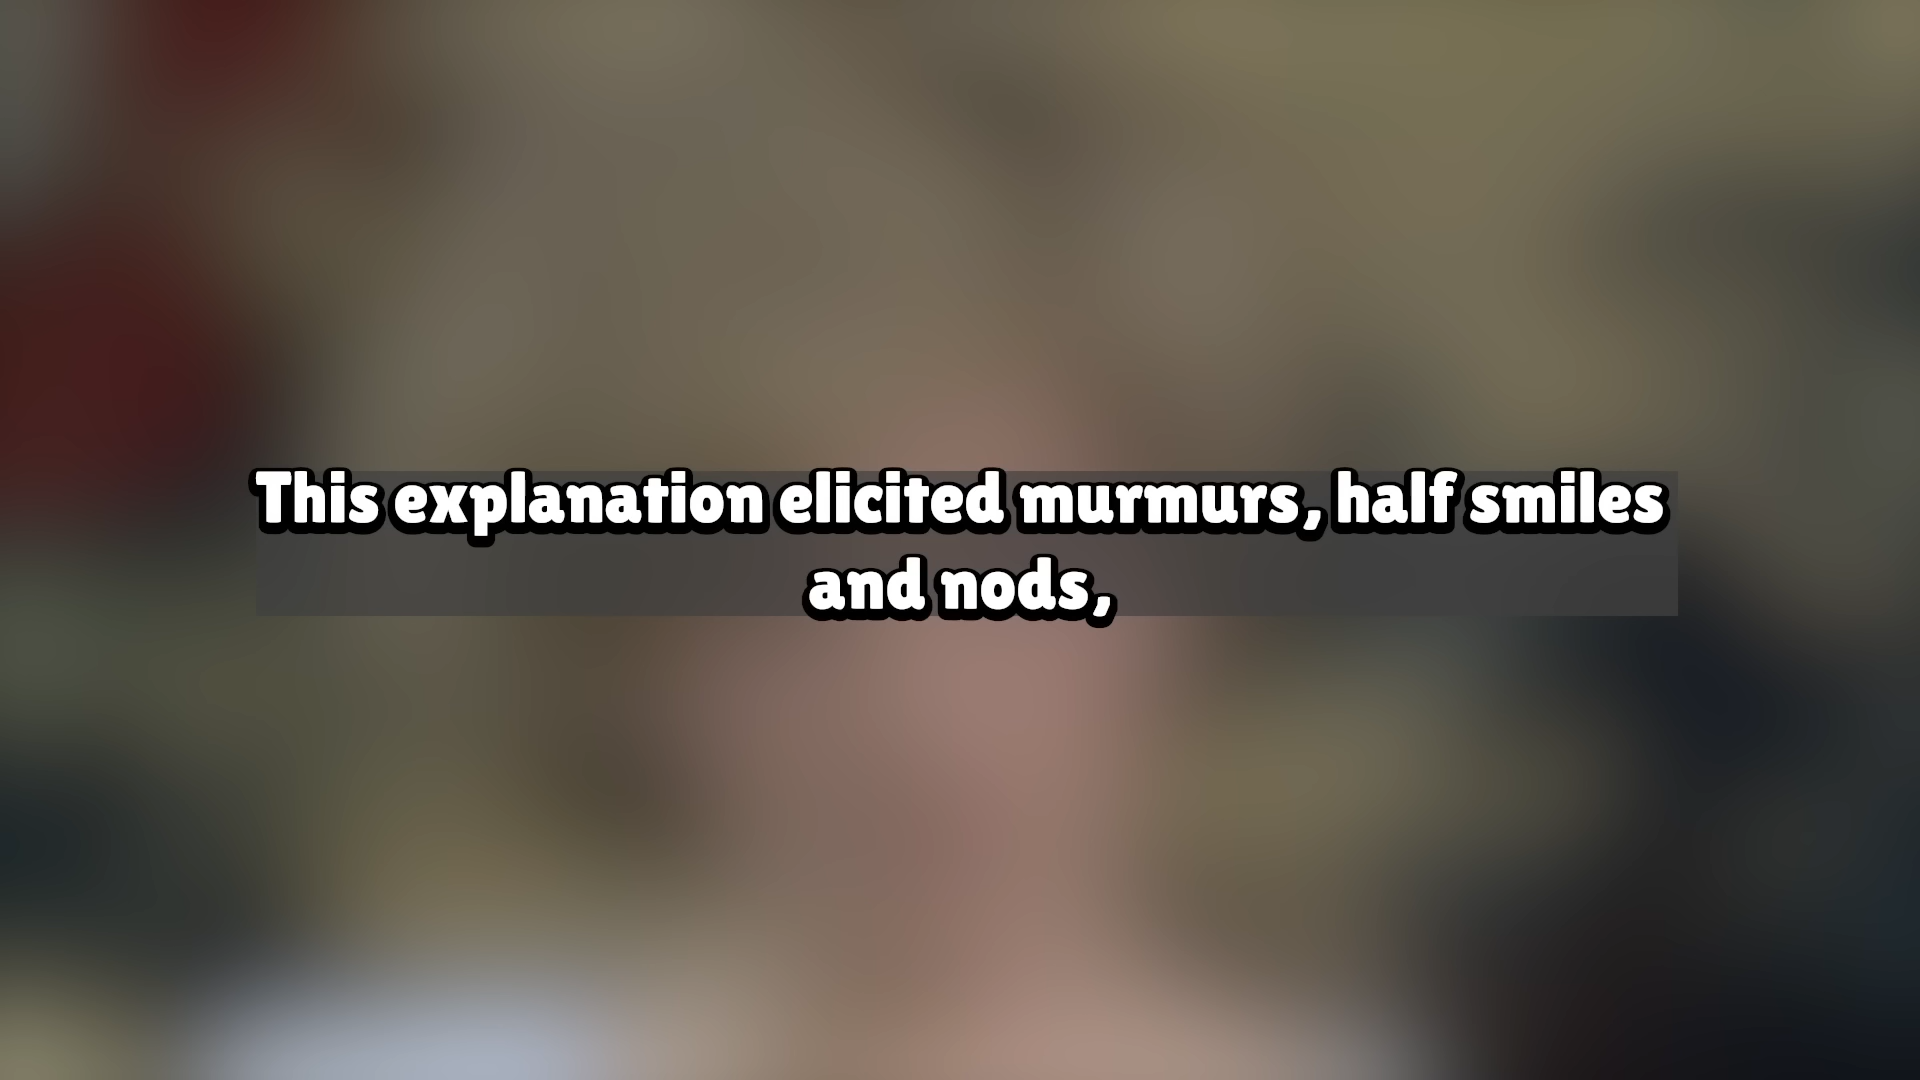 This explanation elicited murmurs, half smiles
and nods,